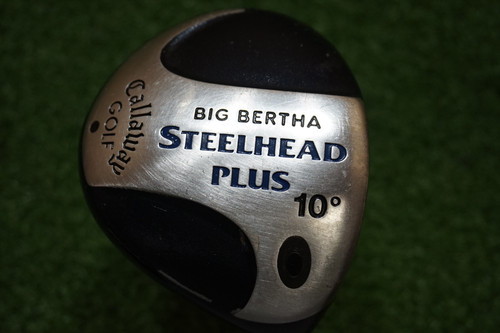 BIG BERTHA
STEELHEAD
PLUS
10°
Callaway
GOLF